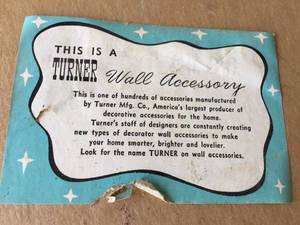 THIS IS A
TURNER Wall Accessory
This is one of hundreds of accessories manufactured
by Turner Mfg. Co., America's largest producer of
decorative accessories for the home.
Turner's staff of designers are constantly creating
new types of decorator wall accessories to make
your home smarter, brighter and lovelier.
Look for the name TURNER on wall accessories.